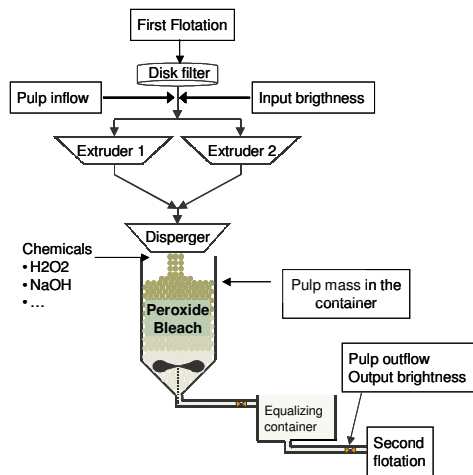 First Flotation
Disk filter
Pulp inflow
Input brigthness
Extruder 1
Extruder 2
Disperger
Chemicals
• H2O2
• NaOH
• ...
Pulp mass in the
container
Peroxide
Bleach
Pulp outflow
Output brightness
Equalizing
container
Second
flotation